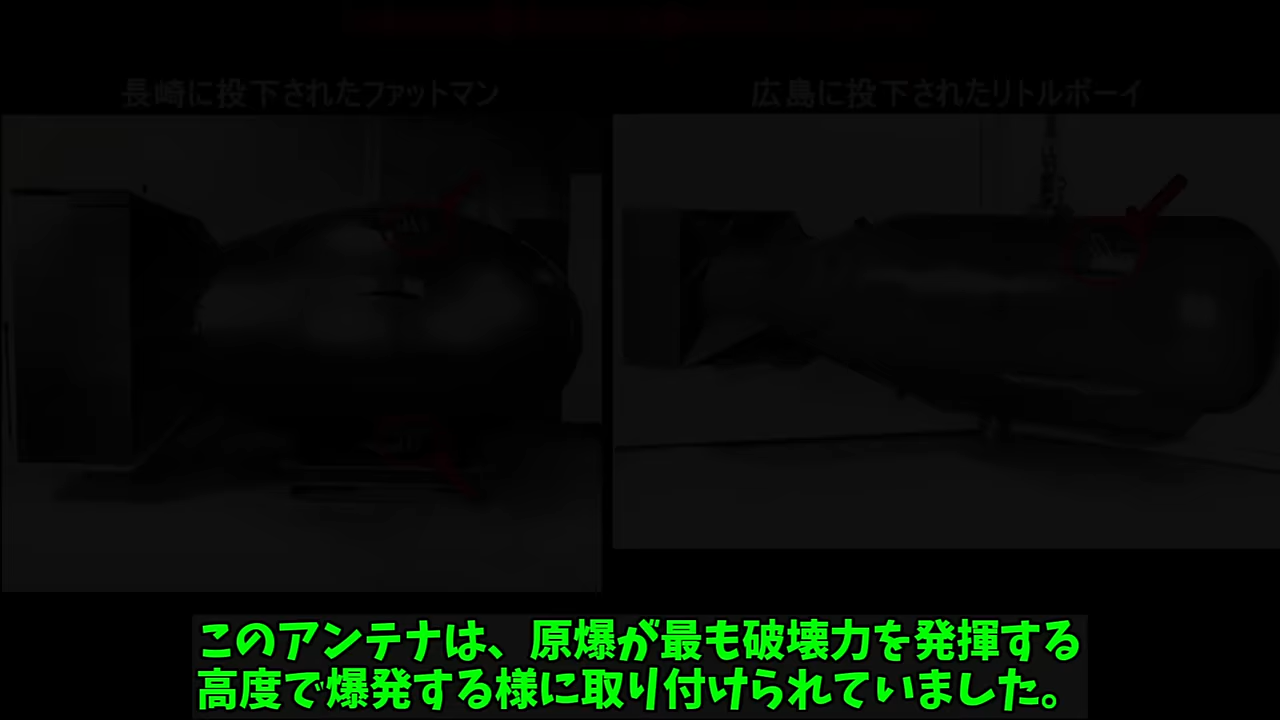 長崎に投下されたファットマン
広島に投下されたリトルボーイ
このアンテナは、原爆が最も破壊力を発揮する
高度で爆発する様に取り付けられていました。